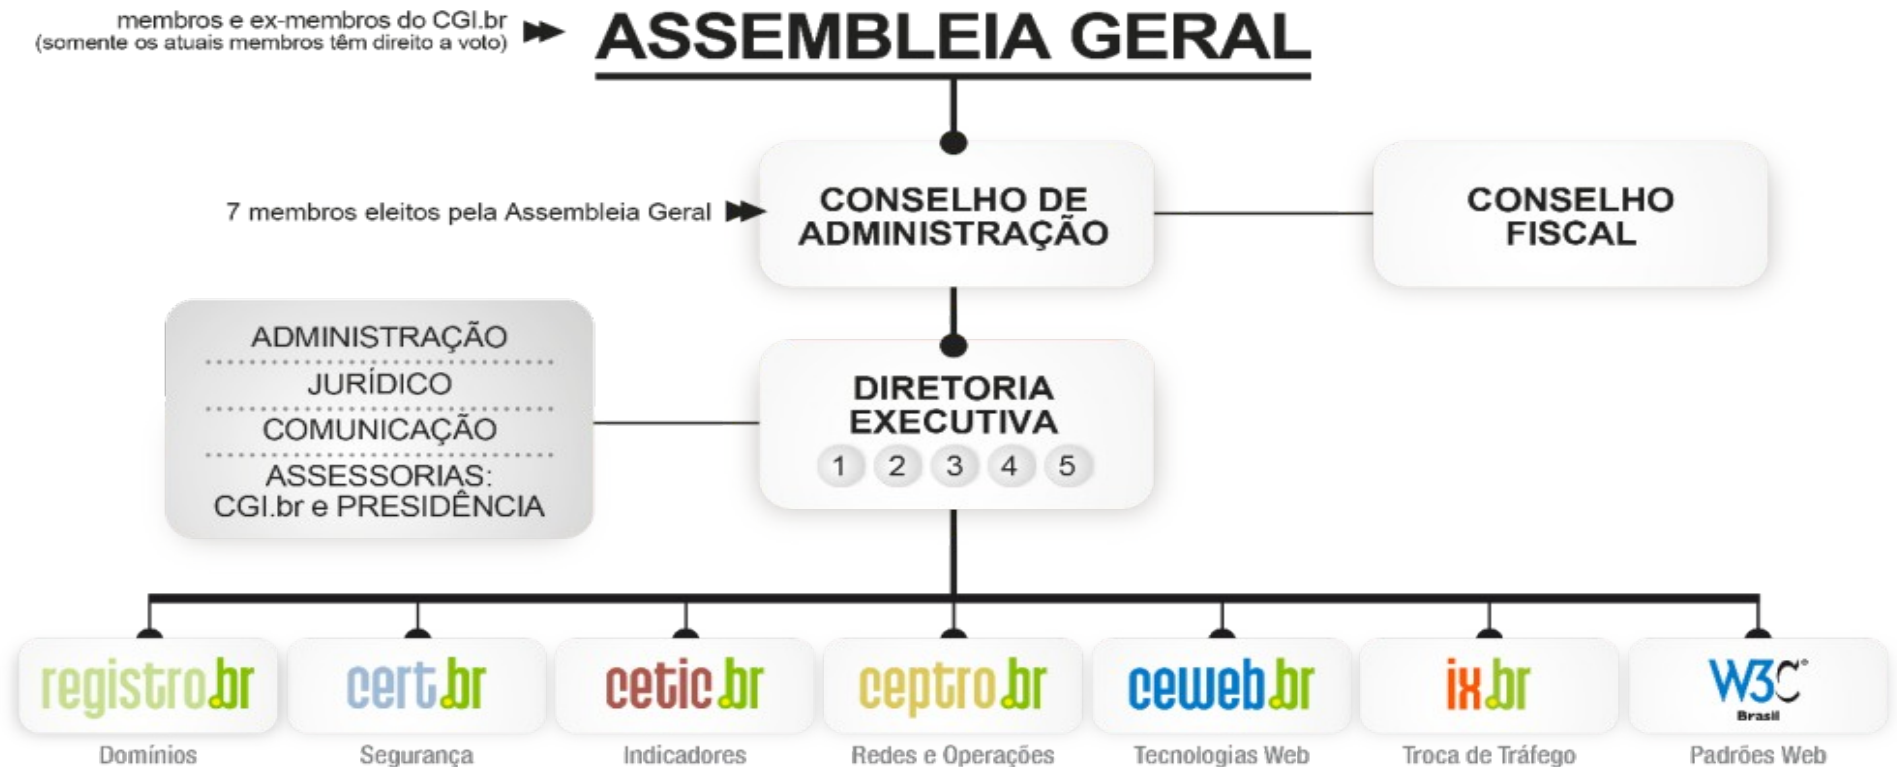 membros e ex-membros do CGI.br
(somente os atuais membros têm direito a voto)
ASSEMBLEIA GERAL
7 membros eleitos pela Assembleia Geral
CONSELHO DE
ADMINISTRAÇÃO
CONSELHO
FISCAL
ADMINISTRAÇÃO
JURÍDICO
COMUNICAÇÃO
ASSESSORIAS:
CGI.br e PRESIDÊNCIA
DIRETORIA
EXECUTIVA
1 2 3 4 5
registro.br
Domínios
cert.br
Segurança
cetic.br
Indicadores
ceptro.br
Redes e Operações
ceweb.br
Tecnologias Web
ix.br
Troca de Tráfego
W3C
Brasil
Padrões Web